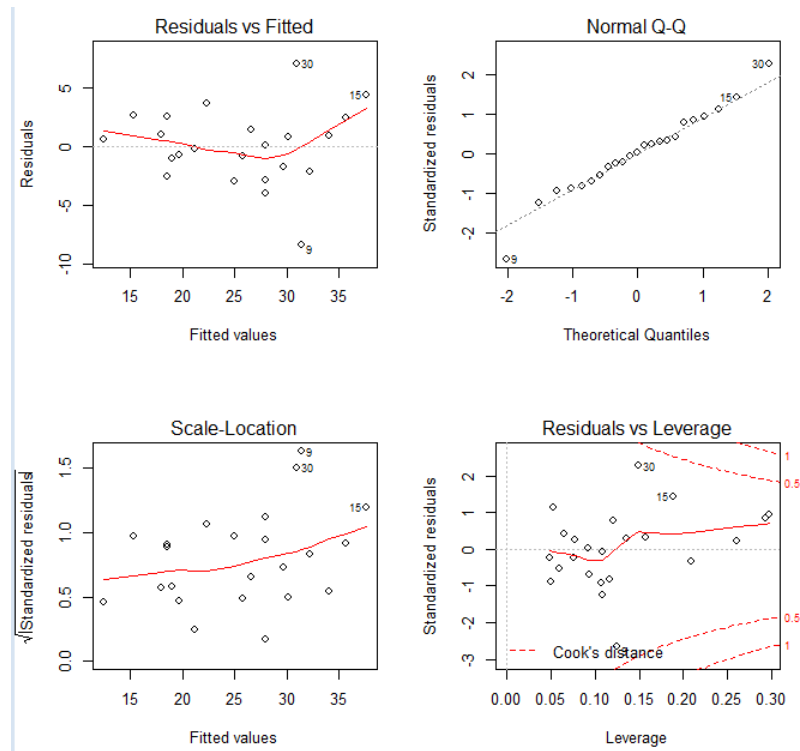 Residuals vs Fitted
Residuals
5
0
-5
-10
30
15
9
15 20 25 30 35
Fitted values
Normal Q-Q
Standardized residuals
2
1
0
-1
-2
30
15
9
-2 -1 0 1 2
Theoretical Quantiles
Scale-Location
√|Standardized residuals|
1.5
1.0
0.5
0.0
9
30
15
15 20 25 30 35
Fitted values
Residuals vs Leverage
Standardized residuals
2
1
0
-1
-2
-3
30
15
1
0.5
0.5
1
Cook's distance
0.00 0.05 0.10 0.15 0.20 0.25 0.30
Leverage